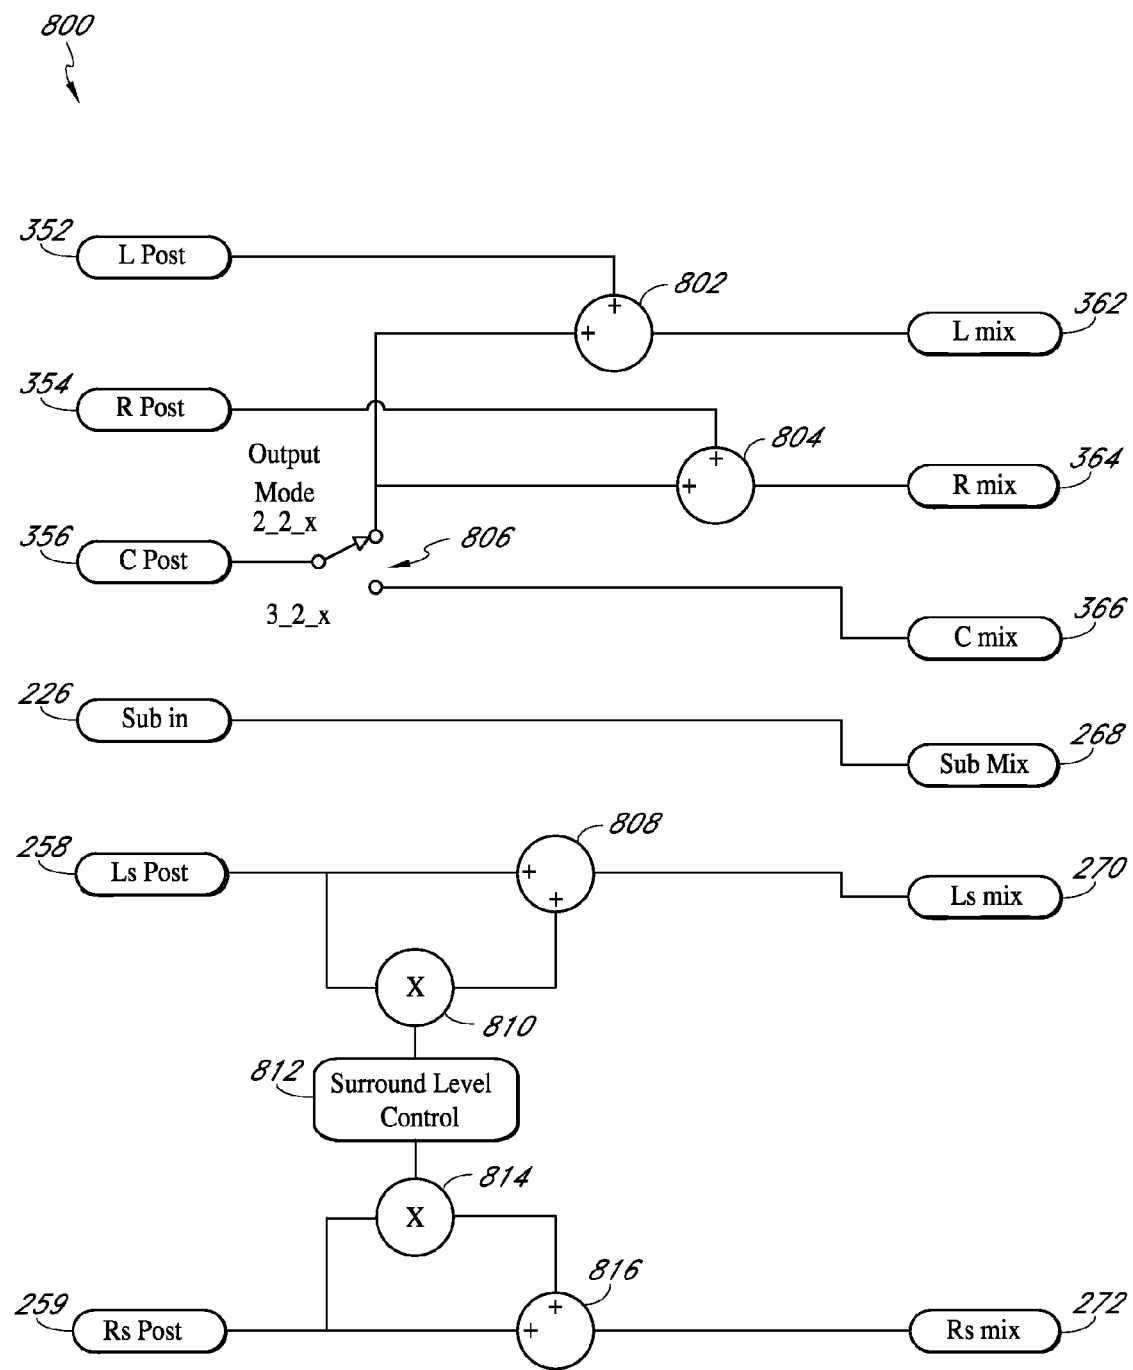 800
352
L Post
802
L mix
362
354
R Post
804
Output
Mode
2_2_x
R mix
364
356
C Post
806
3_2_x
C mix
366
226
Sub in
Sub Mix
268
258
Ls Post
808
Ls mix
270
X
810
812
Surround Level
Control
814
X
816
259
Rs Post
Rs mix
272
+
+
+
+
+
+
+
+